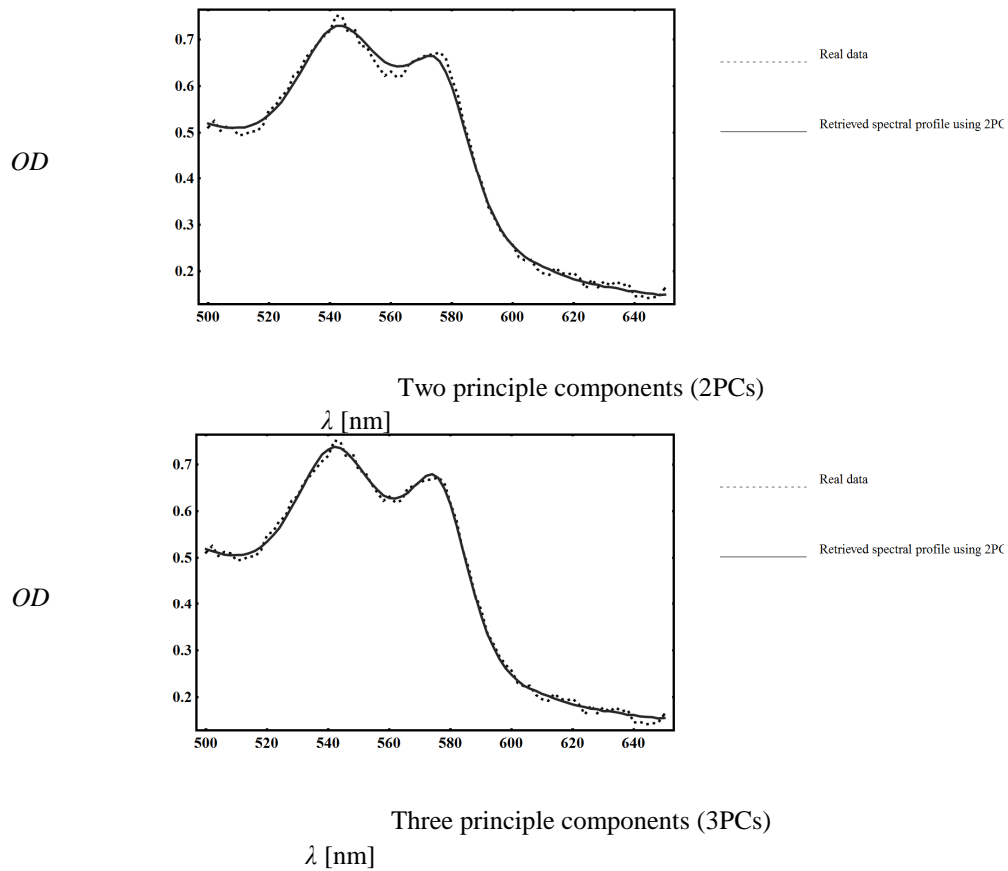 0.7
0.6
0.5
0.4
0.3
0.2
OD
500 520 540 560 580 600 620 640
Real data
Retrieved spectral profile using 2PC
Two principle components (2PCs)
λ [nm]
0.7
0.6
0.5
0.4
0.3
0.2
OD
500 520 540 560 580 600 620 640
Real data
Retrieved spectral profile using 2PC
Three principle components (3PCs)
λ [nm]